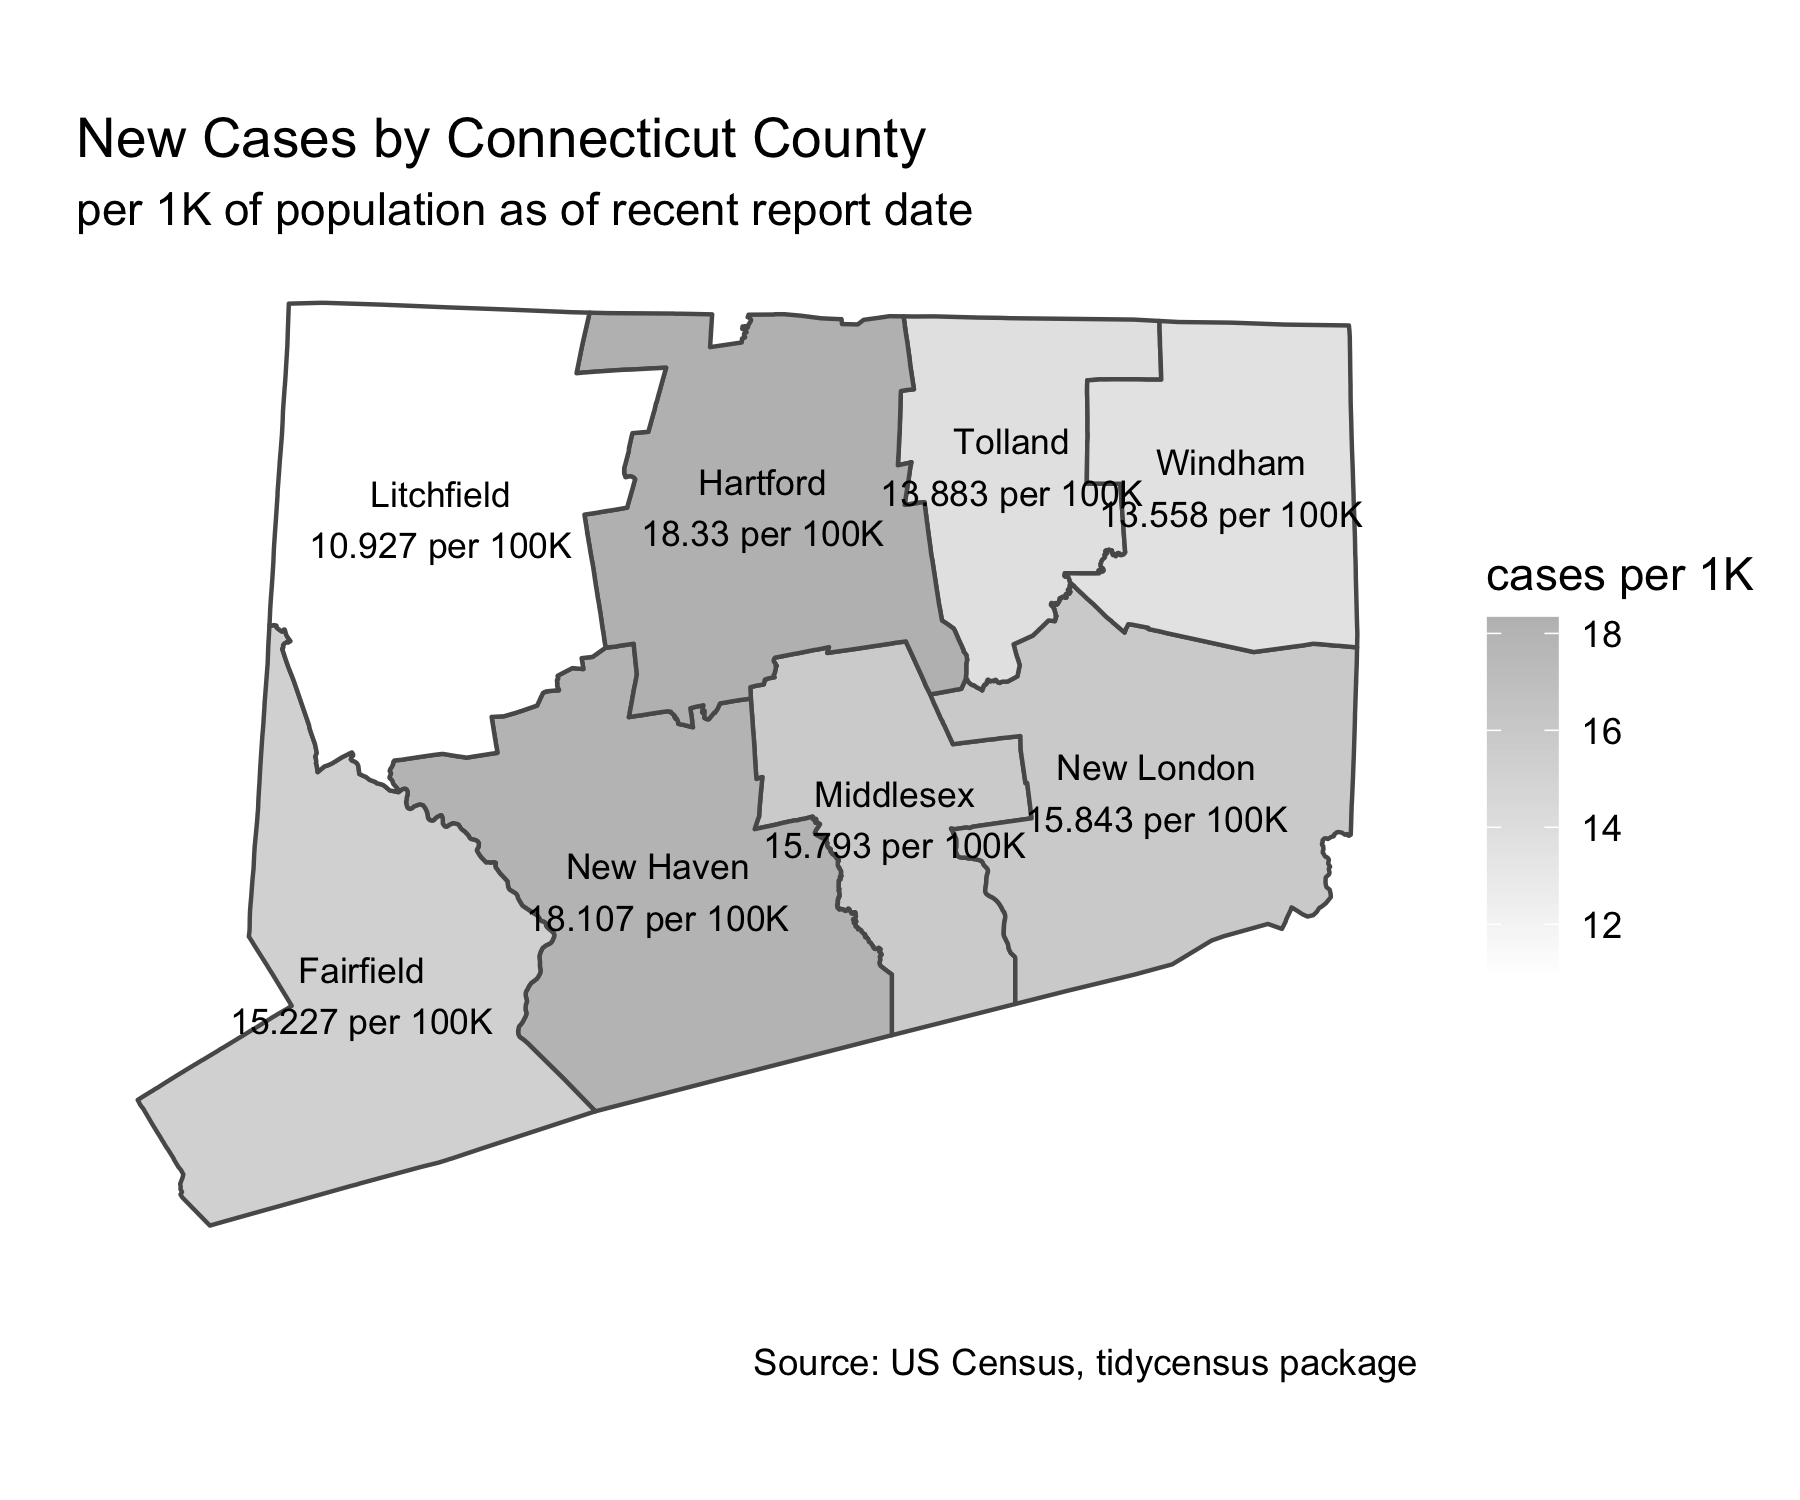 New Cases by Connecticut County
per 1K of population as of recent report date
Litchfield
10.927 per 100K
Hartford
18.33 per 100K
Tolland
13.883 per 100K
Windham
13.558 per 100K
New London
15.843 per 100K
Middlesex
15.793 per 100K
New Haven
18.107 per 100K
Fairfield
15.227 per 100K
cases per 1K
18
16
14
12
Source: US Census, tidycensus package